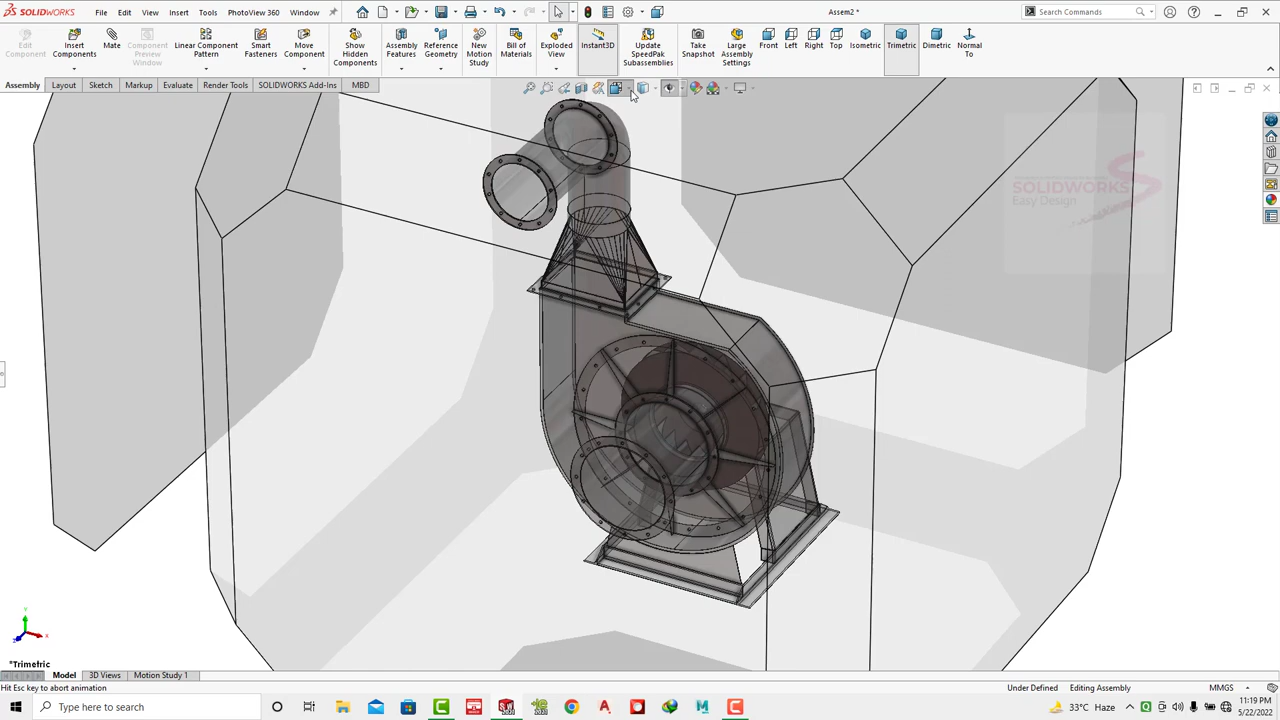 SOLIDWORKS
File
Edit
View
Insert
Tools
PhotoView 360
Window
Assem2 *
Search Commands
Edit
Component
Insert
Components
Mate
Component
Preview
Window
Linear Component
Pattern
Smart
Fasteners
Move
Component
Show
Hidden
Components
Assembly
Features
Reference
Geometry
New
Motion
Study
Bill of
Materials
Exploded
View
Instant3D
Update
SpeedPak
Subassemblies
Take
Snapshot
Large
Assembly
Settings
Front
Left
Right
Top
Isometric
Trimetric
Dimetric
Normal
To
Assembly
Layout
Sketch
Markup
Evaluate
Render Tools
SOLIDWORKS Add-Ins
MBD
SOLIDWORKS
Easy Design
Y
X
Z
*Trimetric
Model
3D Views
Motion Study 1
Hit Esc key to abort animation
Under Defined
Editing Assembly
MMGS
Type here to search
33°C Haze
11:19 PM
5/22/2022